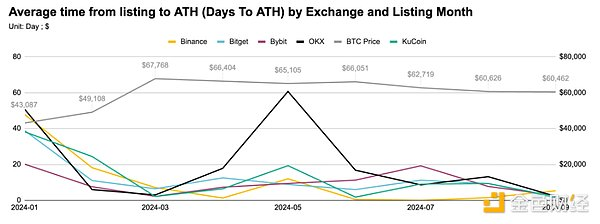 Average time from listing to ATH (Days To ATH) by Exchange and Listing Month
Unit: Day ; $
Binance Bitget Bybit OKX BTC Price KuCoin
80 $80,000
60 $60,000
40 $40,000
20 $20,000
0
$43,087 $49,108 $67,768 $66,404 $65,105 $66,051 $62,719 $60,626 $60,462
2024-01 2024-03 2024-05 2024-07
金色财经